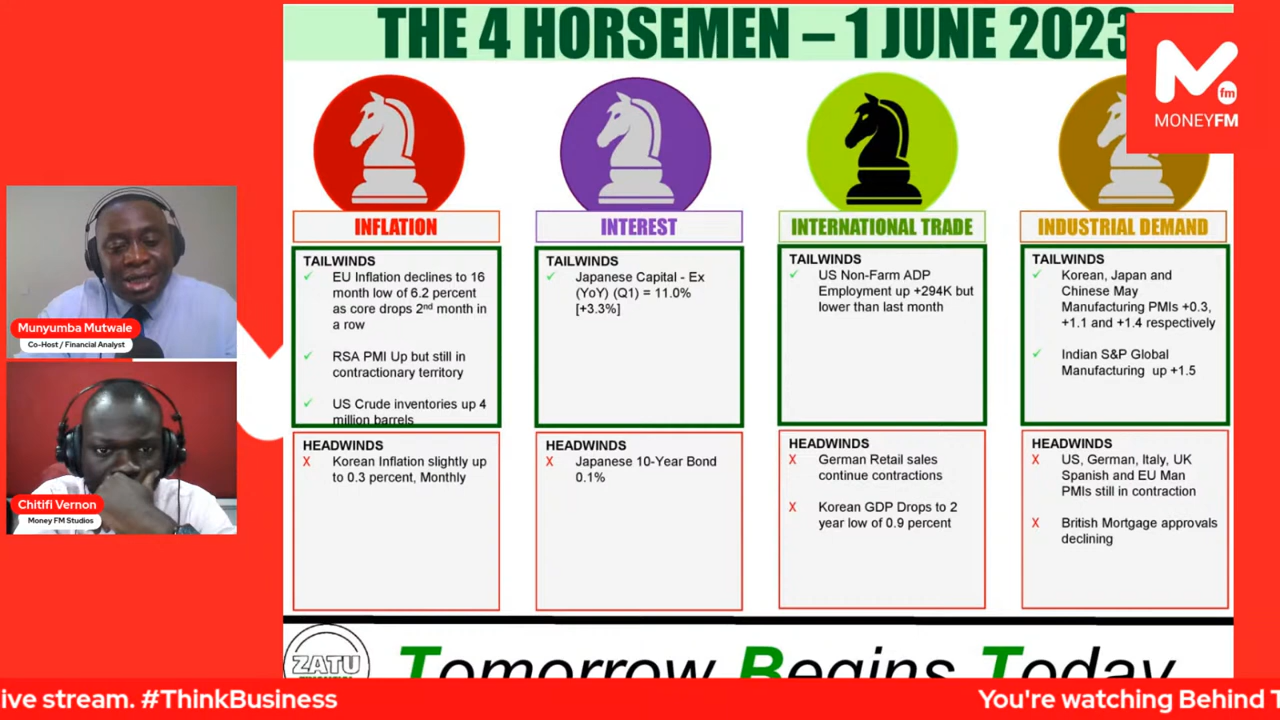 THE 4 HORSEMEN – 1 JUNE 2023
fm
MONEYFM
INFLATION
INTEREST
INTERNATIONAL TRADE
INDUSTRIAL DEMAND
TAILWINDS
✓ EU Inflation declines to 16
month low of 6.2 percent
as core drops 2nd month in
a row
✓ RSA PMI Up but still in
contractionary territory
✓ US Crude inventories up 4
million barrels
TAILWINDS
✓ Japanese Capital - Ex
(YoY) (Q1) = 11.0%
[+3.3%]
TAILWINDS
✓ US Non-Farm ADP
Employment up +294K but
lower than last month
TAILWINDS
✓ Korean, Japan and
Chinese May
Manufacturing PMIs +0.3,
+1.1 and +1.4 respectively
✓ Indian S&P Global
Manufacturing up +1.5
HEADWINDS
X Korean Inflation slightly up
to 0.3 percent, Monthly
HEADWINDS
X Japanese 10-Year Bond
0.1%
HEADWINDS
X German Retail sales
continue contractions
X Korean GDP Drops to 2
year low of 0.9 percent
HEADWINDS
X US, German, Italy, UK
Spanish and EU Man
PMIs still in contraction
X British Mortgage approvals
declining
Munyumba Mutwale
Co-Host / Financial Analyst
Chitifi Vernon
Money FM Studios
ZATU
Tomorrow Begins Today
ive stream. #ThinkBusiness
You're watching Behind T